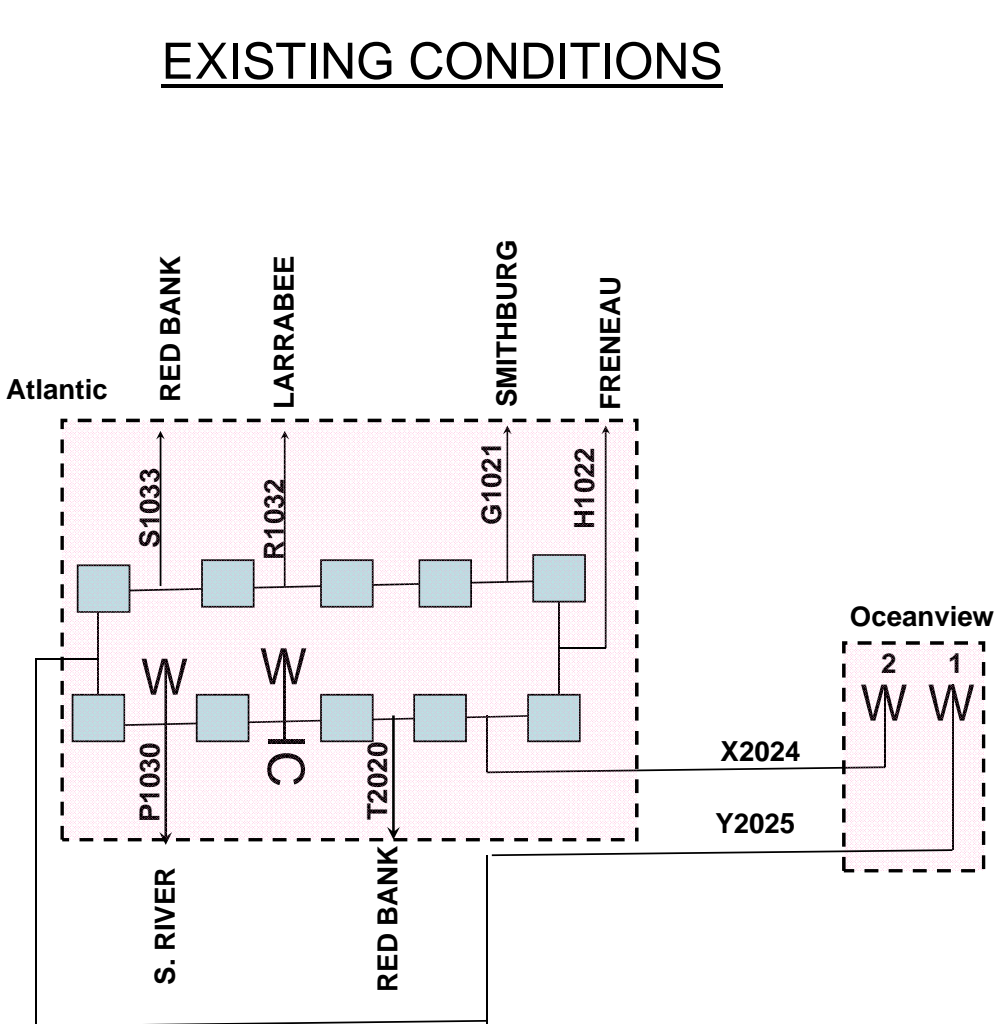 EXISTING CONDITIONS
RED BANK
LARRABEE
SMITHBURG
FRENEAU
Atlantic
S1033
R1032
G1021
H1022
Oceanview
2
1
W
W
W
W
P1030
C
T2020
X2024
Y2025
S. RIVER
RED BANK